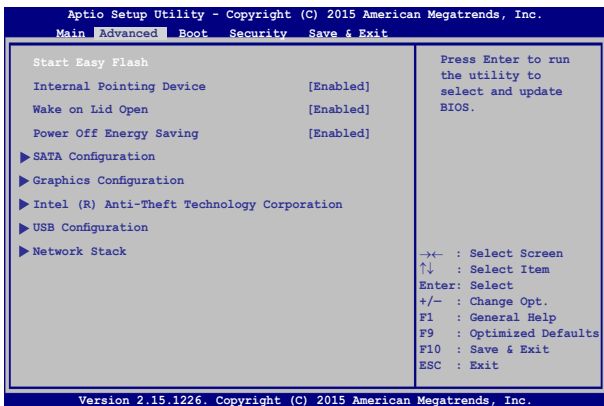 Aptio Setup Utility - Copyright (C) 2015 American Megatrends, Inc.
Main Advanced Boot Security Save & Exit
Start Easy Flash
Internal Pointing Device [Enabled]
Wake on Lid Open [Enabled]
Power Off Energy Saving [Enabled]
▶ SATA Configuration
▶ Graphics Configuration
▶ Intel (R) Anti-Theft Technology Corporation
▶ USB Configuration
▶ Network Stack
Press Enter to run
the utility to
select and update
BIOS.
→← : Select Screen
↑↓ : Select Item
Enter: Select
+/— : Change Opt.
F1 : General Help
F9 : Optimized Defaults
F10 : Save & Exit
ESC : Exit
Version 2.15.1226. Copyright (C) 2015 American Megatrends, Inc.